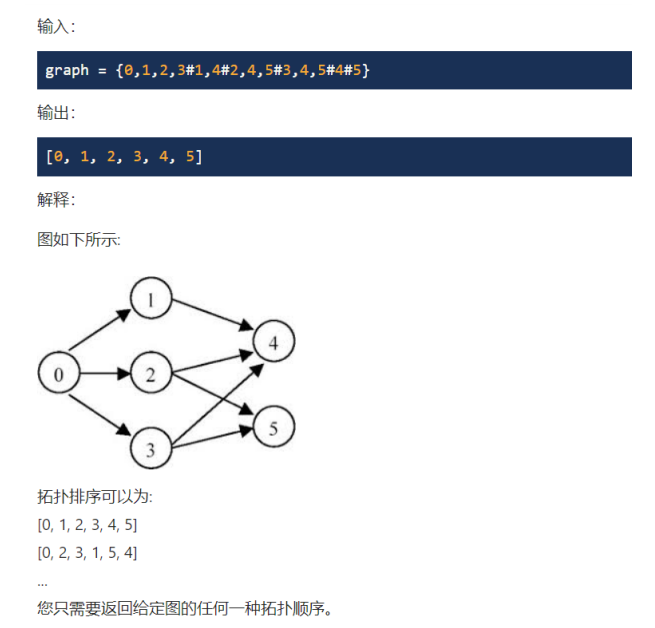 输入：
graph = {0,1,2,3#1,4#2,4,5#3,4,5#4#5}
输出：
[0, 1, 2, 3, 4, 5]
解释：
图如下所示:
1
4
0
2
5
3
拓扑排序可以为:
[0, 1, 2, 3, 4, 5]
[0, 2, 3, 1, 5, 4]
...
您只需要返回给定图的任何一种拓扑顺序。